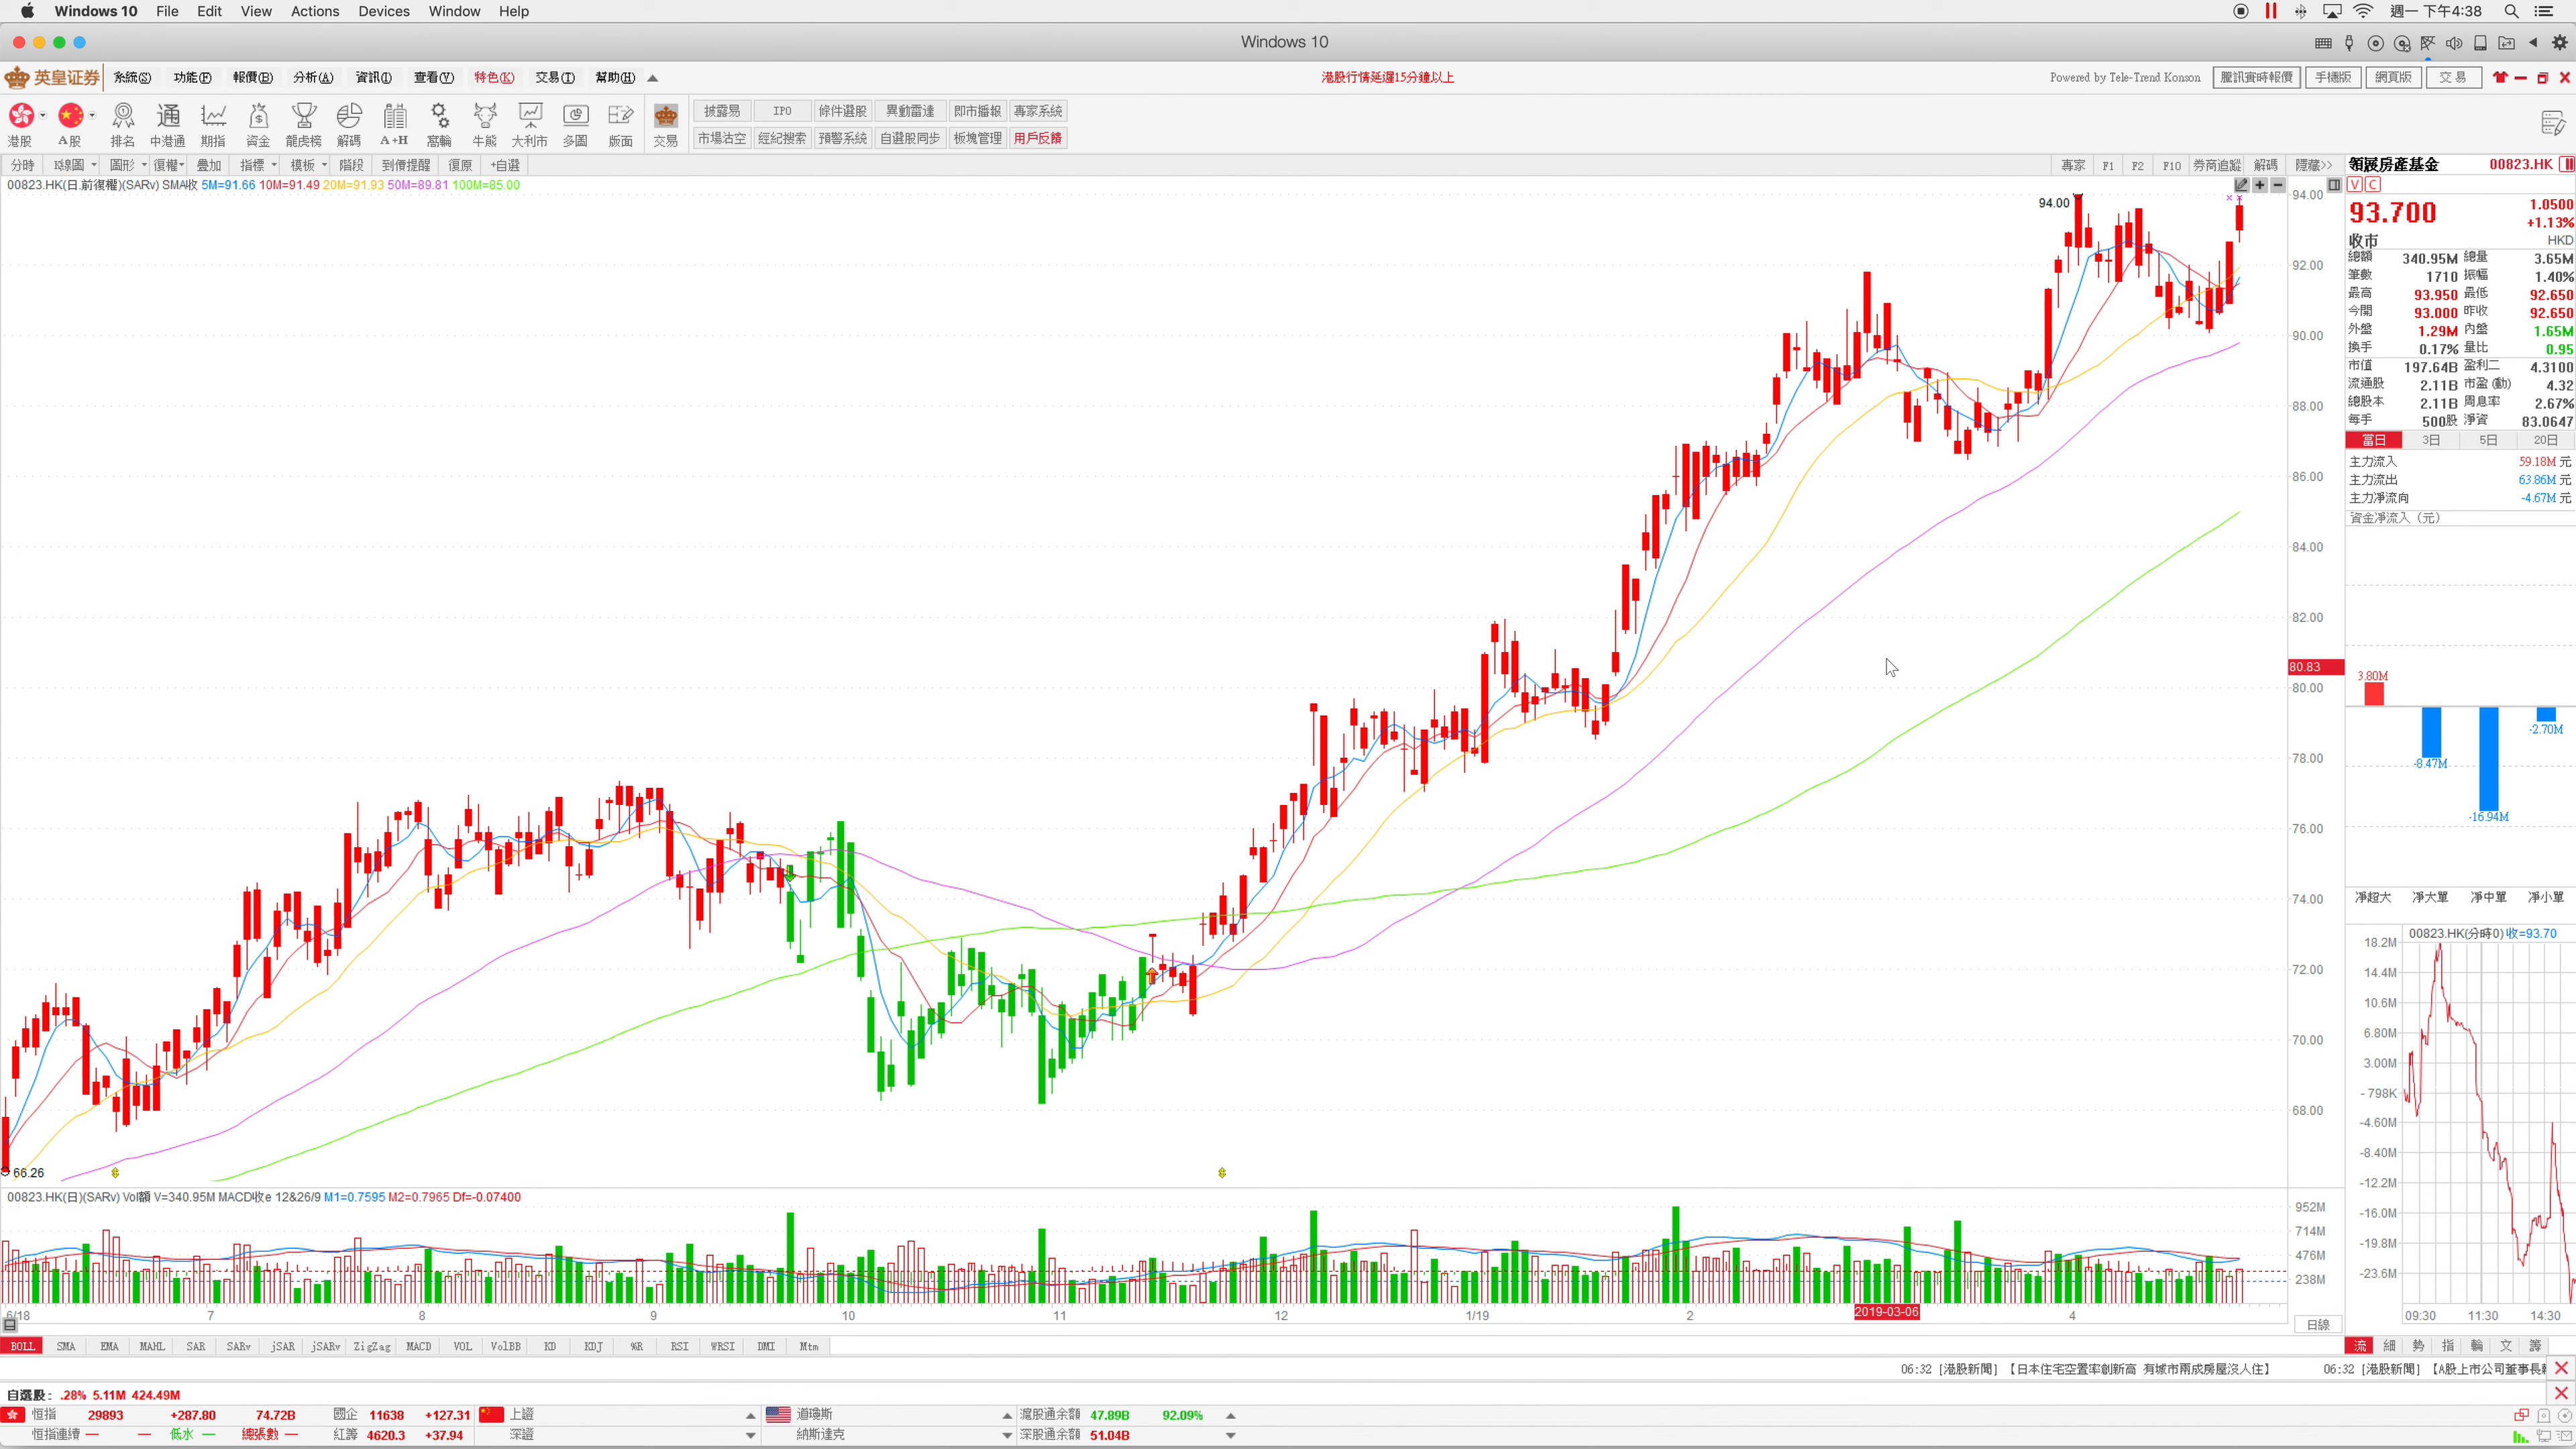 Windows 10 File Edit View Actions Devices Window Help 週一 下午4:38
Windows 10
英皇証券 系統(S) 功能(F) 報價(B) 分析(A) 資訊(I) 查看(V) 特色(K) 交易(T) 幫助(H) 港股行情延遲15分鐘以上 Powered by Tele-Trend Konson 騰訊實時報價 手機版 網頁版 交易
披露易 IPO 條件選股 異動雷達 即市播報 專家系統
港股 A股 排名 中港通 期指 資金 龍虎榜 解碼 A+H 窩輪 牛熊 大利市 多圖 版面 交易 市場沽空 經紀搜索 預警系統 自選股同步 板塊管理 用戶反饋
分時 K線圖 圖形 復權 疊加 指標 模板 階段 到價提醒 復原 +自選 專家 F1 F2 F10 券商追蹤 解碼 隱藏>>
領展房產基金 00823.HK
00823.HK(日.前復權)(SARv) SMA收 5M=91.66 10M=91.49 20M=91.93 50M=89.81 100M=85.00
V C
94.00
94.00
92.00
90.00
88.00
86.00
84.00
82.00
80.83
80.00
78.00
76.00
74.00
72.00
70.00
68.00
66.26
93.700 1.0500
+1.13%
收市 HKD
總額 340.95M 總量 3.65M
筆數 1710 振幅 1.40%
最高 93.950 最低 92.650
今開 93.000 昨收 92.650
外盤 1.29M 內盤 1.65M
換手 0.17% 量比 0.95
市值 197.64B 盈利二 4.3100
流通股 2.11B 市盈(動) 4.32
總股本 2.11B 周息率 2.67%
每手 500股 淨資 83.0647
當日 3日 5日 20日
主力流入 59.18M 元
主力流出 63.86M 元
主力凈流向 -4.67M 元
資金凈流入（元）
3.80M
-8.47M
-16.94M
-2.70M
凈超大 凈大單 凈中單 凈小單
00823.HK(分時0) 收=93.70
18.2M
14.4M
10.6M
6.80M
3.00M
-798K
-4.60M
-8.40M
-12.2M
-16.0M
-19.8M
-23.6M
09:30 11:30 14:30
00823.HK(日)(SARv) Vol額 V=340.95M MACD收e 12&26/9 M1=0.7595 M2=0.7965 Df=-0.07400
952M
714M
476M
238M
6/18 7 8 9 10 11 12 1/19 2 2019-03-06 4
日線
BOLL SMA EMA MAHL SAR SARv jSAR jSARv ZigZag MACD VOL VolBB KD KDJ %R RSI WRSI DMI Mtm
流 細 勢 指 輪 文 籌
06:32 [港股新聞] 【日本住宅空置率創新高 有城市兩成房屋沒人住】 06:32 [港股新聞] 【A股上市公司董事長
自選股: .28% 5.11M 424.49M
恒指 29893 +287.80 74.72B 國企 11638 +127.31 上證 道瓊斯 滬股通余額 47.89B 92.09%
恒指連續 — — 低水 — 總張數 — 紅籌 4620.3 +37.94 深證 納斯達克 深股通余額 51.04B